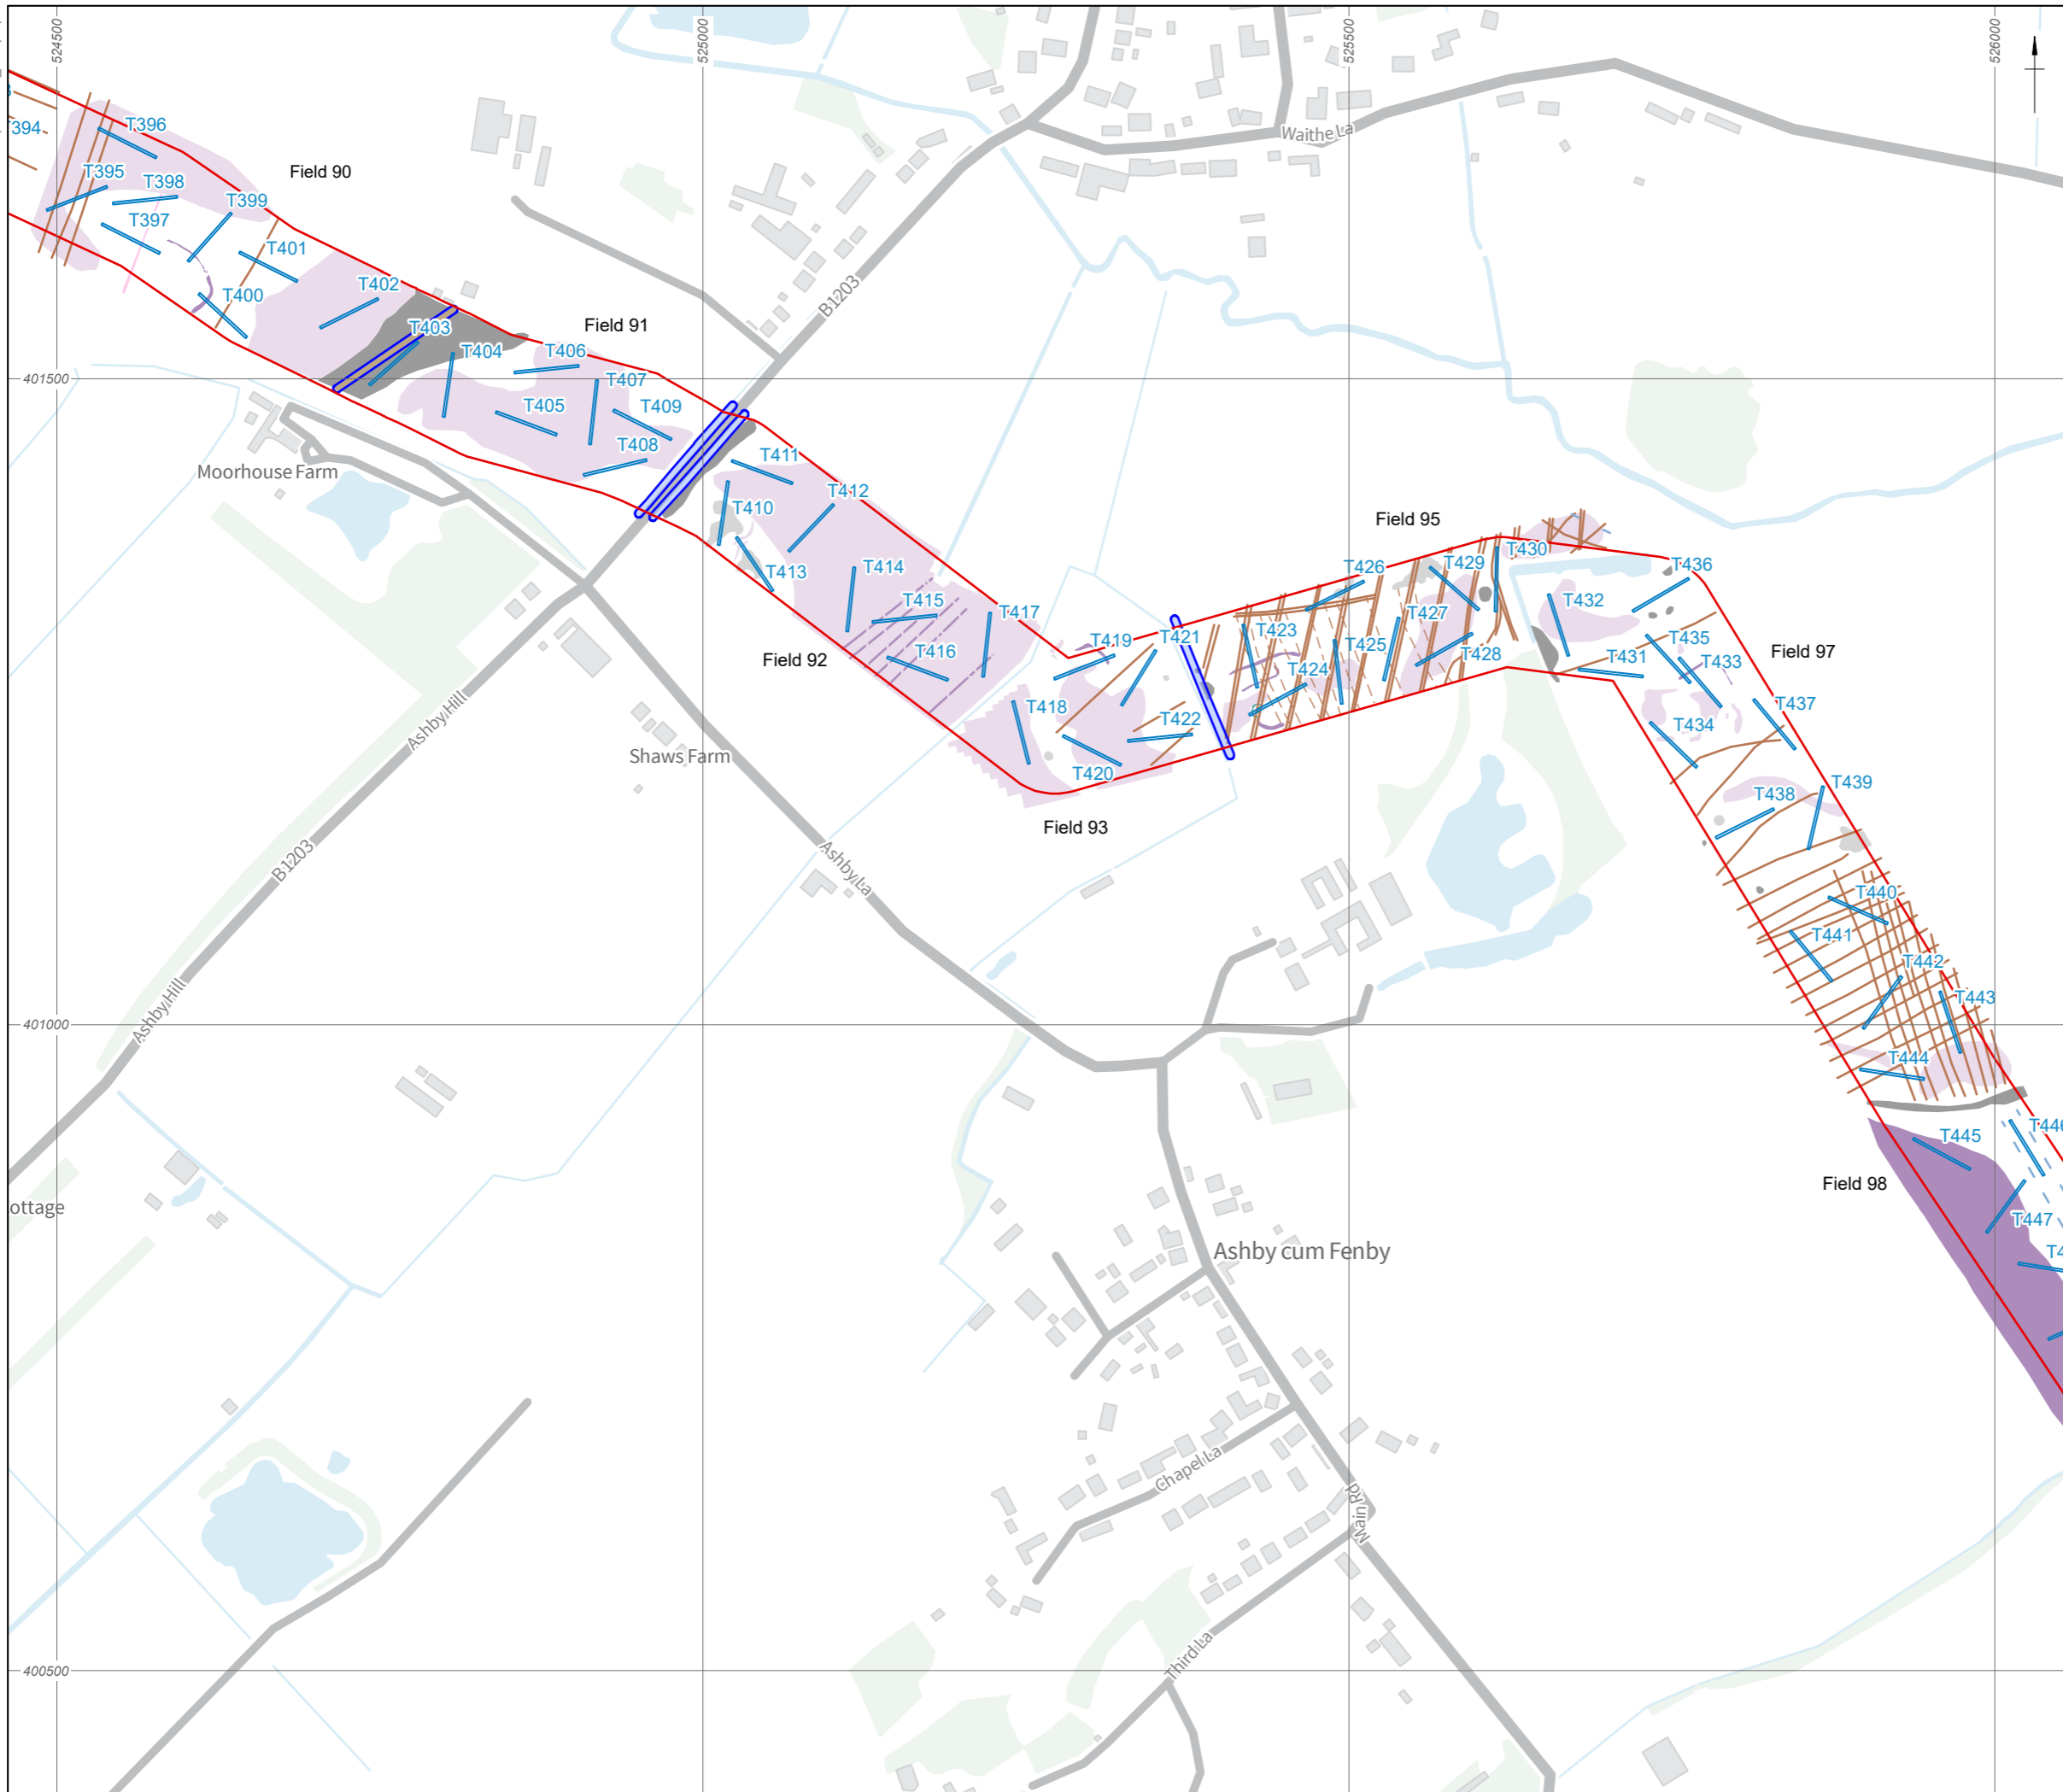 524500
525000
525500
526000
Waithe La
T396
T394
Field 90
T395
T398
T399
T397
T401
T402
T400
B1203
Field 91
T403
T404
T406
401500
T407
T405
T409
T408
Moorhouse Farm
T411
T412
T410
Field 95
T413
T414
T426
T429
T430
T436
T415
T417
T432
T427
T423
T435
T416
T419
T421
T425
T428
T431
T433
Field 92
T424
Field 97
T418
T422
T437
T434
Ashby Hill
Shaws Farm
T420
T439
T438
Field 93
B1203
Ashby La
T440
T441
T442
Ashby Hill
T443
401000
T444
T446
T445
Field 98
ottage
T447
Ashby cum Fenby
T4
Chapel La
Main Rd
Third La
400500